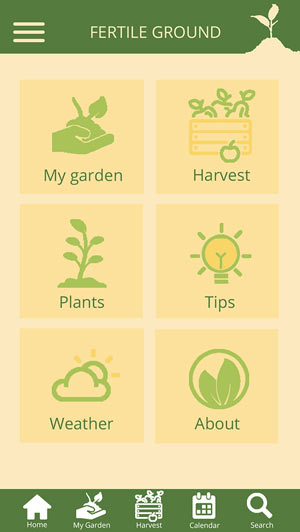 FERTILE GROUND
My garden
Harvest
Plants
Tips
Weather
About
Home
My Garden
Harvest
Calendar
Search